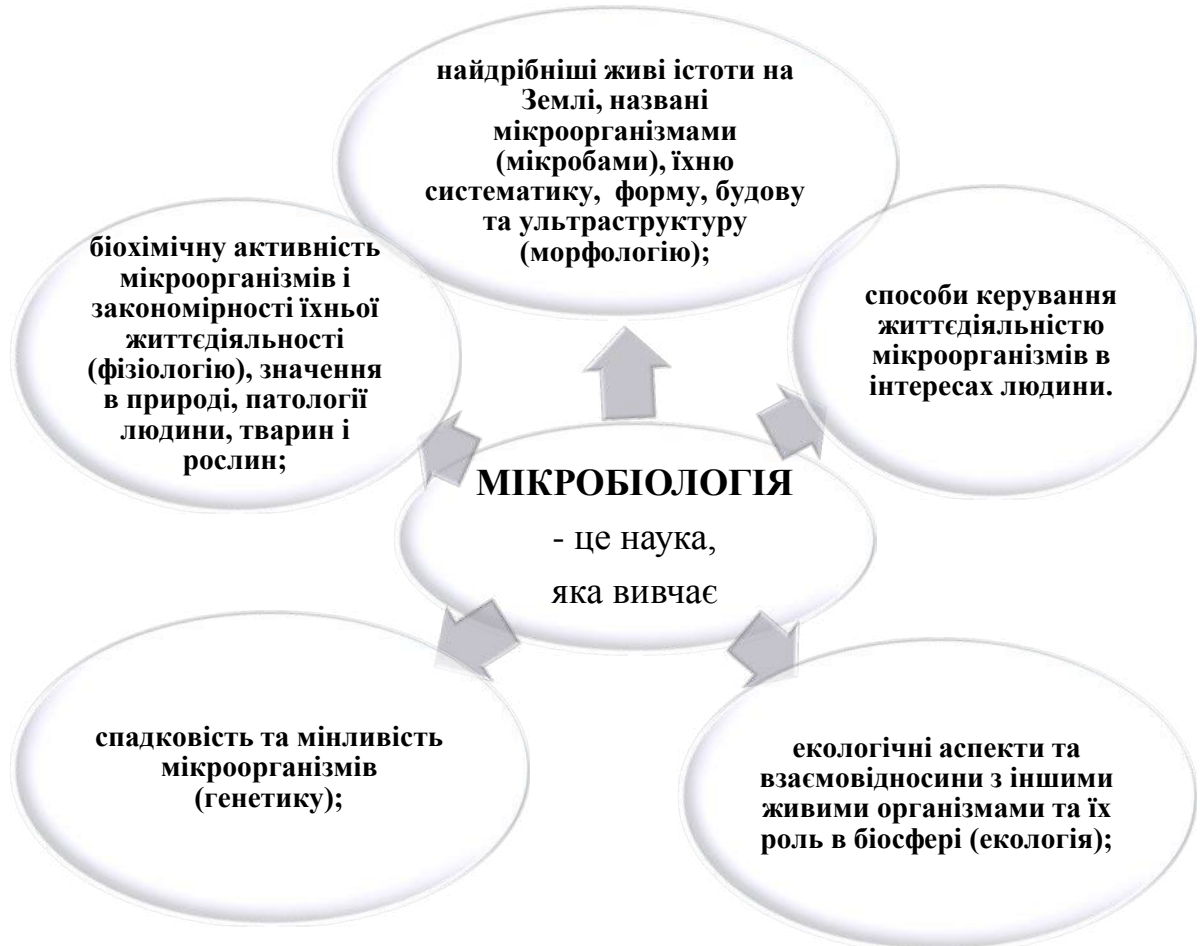 найдрібніші живі істоти на
Землі, названі
мікроорганізмами
(мікробами), їхню
систематику, форму, будову
та ультраструктуру
(морфологію);
біохімічну активність
мікроорганізмів і
закономірності їхньої
життєдіяльності
(фізіологію), значення
в природі, патології
людини, тварин і
рослин;
способи керування
життєдіяльністю
мікроорганізмів в
інтересах людини.
МІКРОБІОЛОГІЯ
- це наука,
яка вивчає
спадковість та мінливість
мікроорганізмів
(генетику);
екологічні аспекти та
взаємовідносини з іншими
живими організмами та їх
роль в біосфері (екологія);